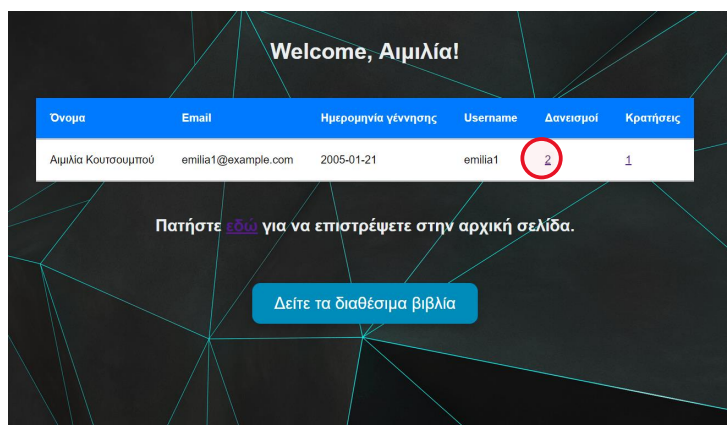 Welcome, Αιμιλία!
Όνομα Email Ημερομηνία γέννησης Username Δανεισμοί Κρατήσεις
Αιμιλία Κουτσουμπού emilia1@example.com 2005-01-21 emilia1 2 1
Πατήστε εδώ για να επιστρέψετε στην αρχική σελίδα.
Δείτε τα διαθέσιμα βιβλία